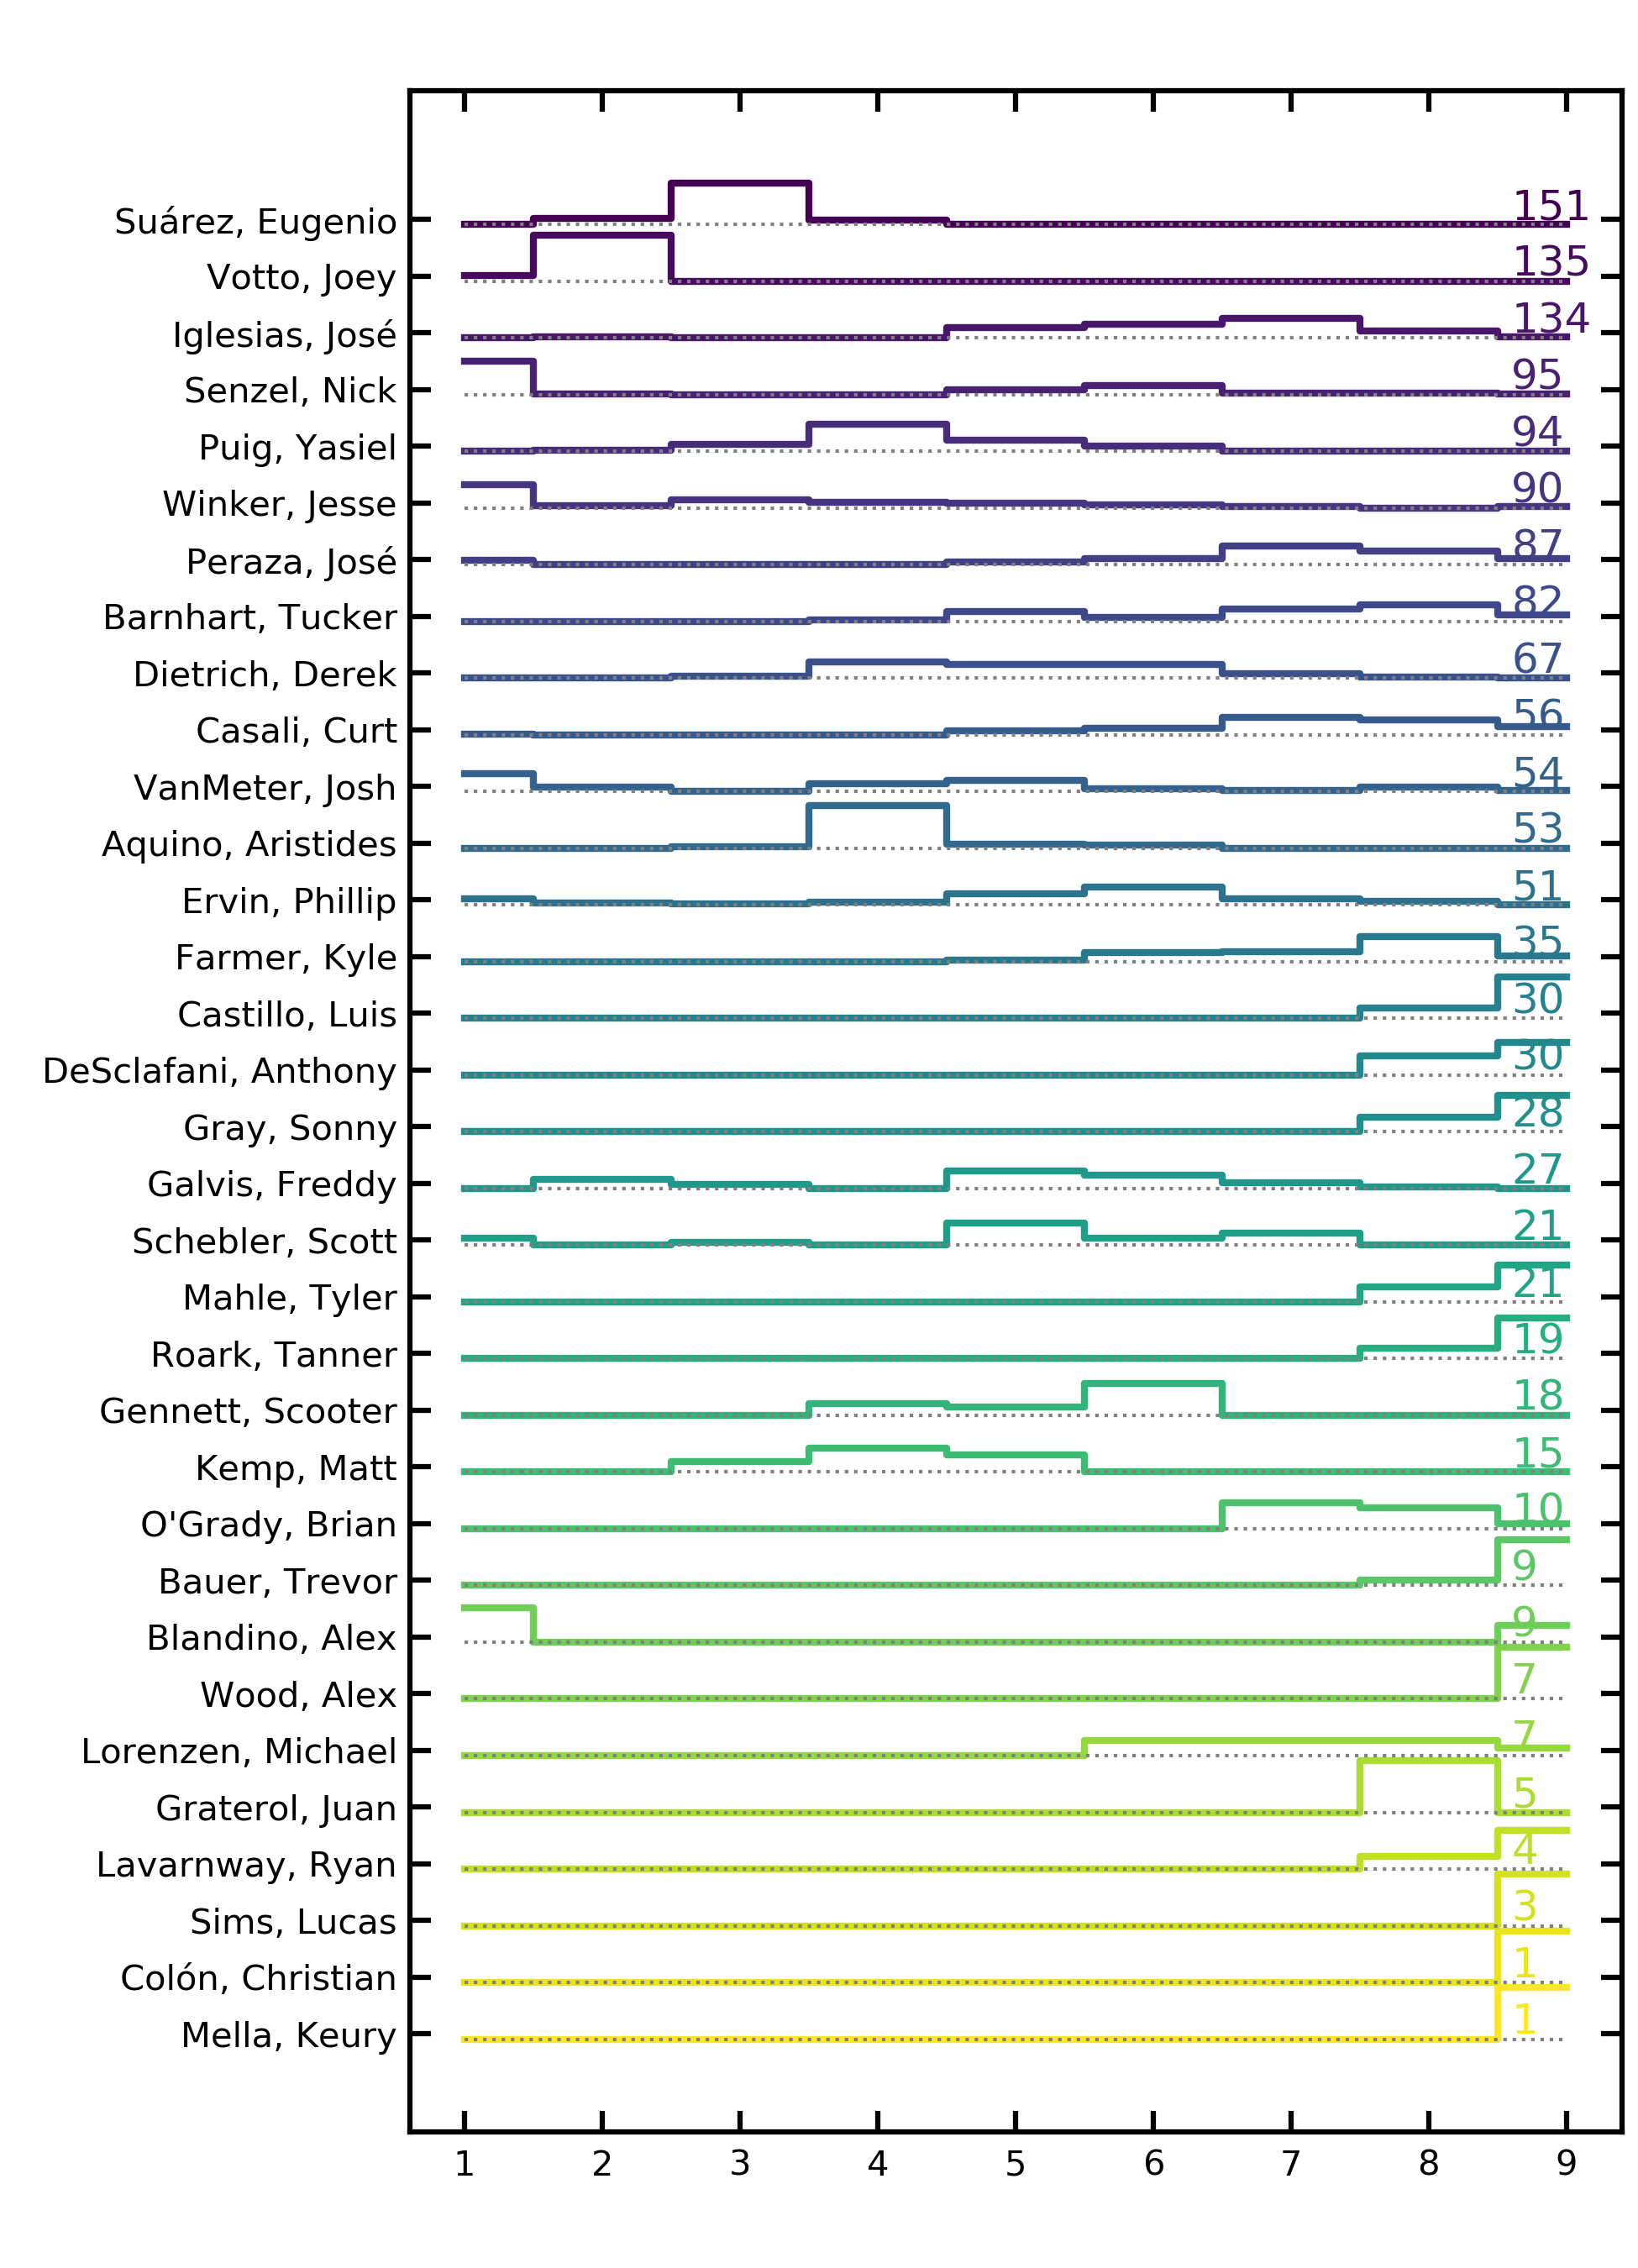 Suárez, Eugenio 151
Votto, Joey 135
Iglesias, José 134
Senzel, Nick 95
Puig, Yasiel 94
Winker, Jesse 90
Peraza, José 87
Barnhart, Tucker 82
Dietrich, Derek 67
Casali, Curt 56
VanMeter, Josh 54
Aquino, Aristides 53
Ervin, Phillip 51
Farmer, Kyle 35
Castillo, Luis 30
DeSclafani, Anthony 30
Gray, Sonny 28
Galvis, Freddy 27
Schebler, Scott 21
Mahle, Tyler 21
Roark, Tanner 19
Gennett, Scooter 18
Kemp, Matt 15
O'Grady, Brian 10
Bauer, Trevor 9
Blandino, Alex 9
Wood, Alex 7
Lorenzen, Michael 7
Graterol, Juan 5
Lavarnway, Ryan 4
Sims, Lucas 3
Colón, Christian 1
Mella, Keury 1
1 2 3 4 5 6 7 8 9